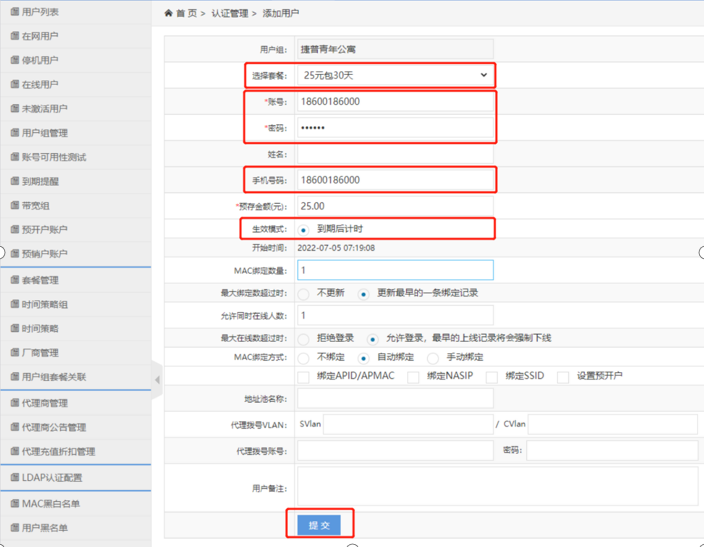 用户列表
在网用户
停机用户
在线用户
未激活用户
用户组管理
账号可用性测试
到期提醒
带宽组
预开户账户
预销户账户
套餐管理
时间策略组
时间策略
厂商管理
用户组套餐关联
代理商管理
代理商公告管理
代理充值折扣管理
LDAP认证配置
MAC黑白名单
用户黑名单
首 页 > 认证管理 > 添加用户
用户组: 捷普青年公寓
选择套餐: 25元包30天
*账号: 18600186000
*密码: ••••••
姓名:
手机号码: 18600186000
*预存金额(元): 25.00
生效模式: 到期后计时
开始时间: 2022-07-05 07:19:08
MAC绑定数量: 1
最大绑定数超过时: 不更新 更新最早的一条绑定记录
允许同时在线人数: 1
最大在线数超过时: 拒绝登录 允许登录，最早的上线记录将会强制下线
MAC绑定方式: 不绑定 自动绑定 手动绑定
绑定APID/APMAC 绑定NASIP 绑定SSID 设置预开户
地址池名称:
代理拨号VLAN: SVlan / CVlan
代理拨号账号: 密码:
用户备注:
提 交